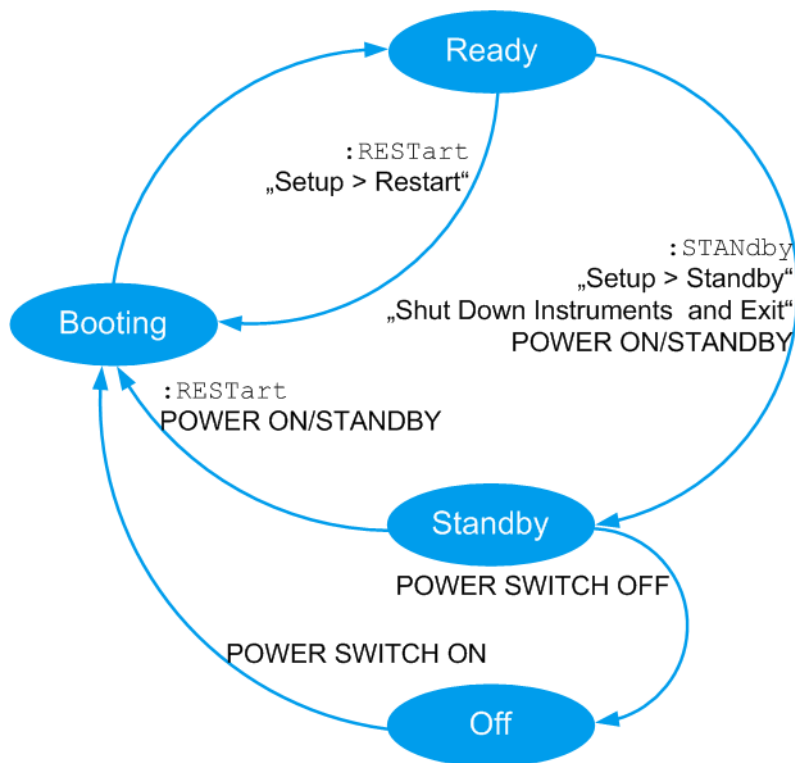 Ready
:RESTart
„Setup > Restart“
:STANdby
„Setup > Standby“
„Shut Down Instruments and Exit“
POWER ON/STANDBY
Booting
:RESTart
POWER ON/STANDBY
Standby
POWER SWITCH OFF
POWER SWITCH ON
Off